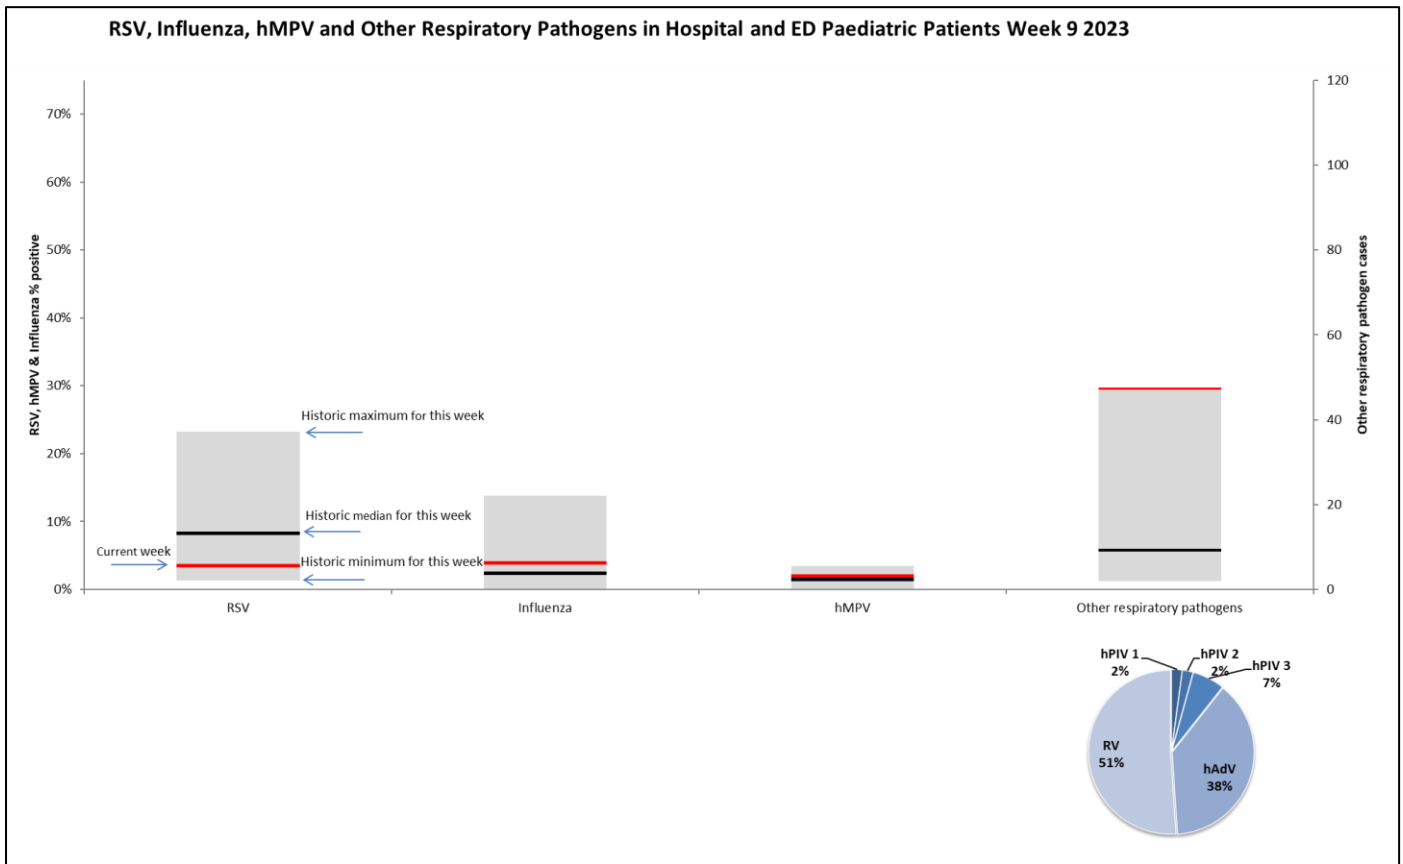 RSV, Influenza, hMPV and Other Respiratory Pathogens in Hospital and ED Paediatric Patients Week 9 2023
RSV, hMPV & Influenza % positive
70%
60%
50%
40%
30%
20%
10%
0%
120
100
80
60
40
20
0
Other respiratory pathogen cases
Historic maximum for this week
Historic median for this week
Current week
Historic minimum for this week
RSV
Influenza
hMPV
Other respiratory pathogens
hPIV 1
2%
hPIV 2
2%
hPIV 3
7%
RV
51%
hAdV
38%